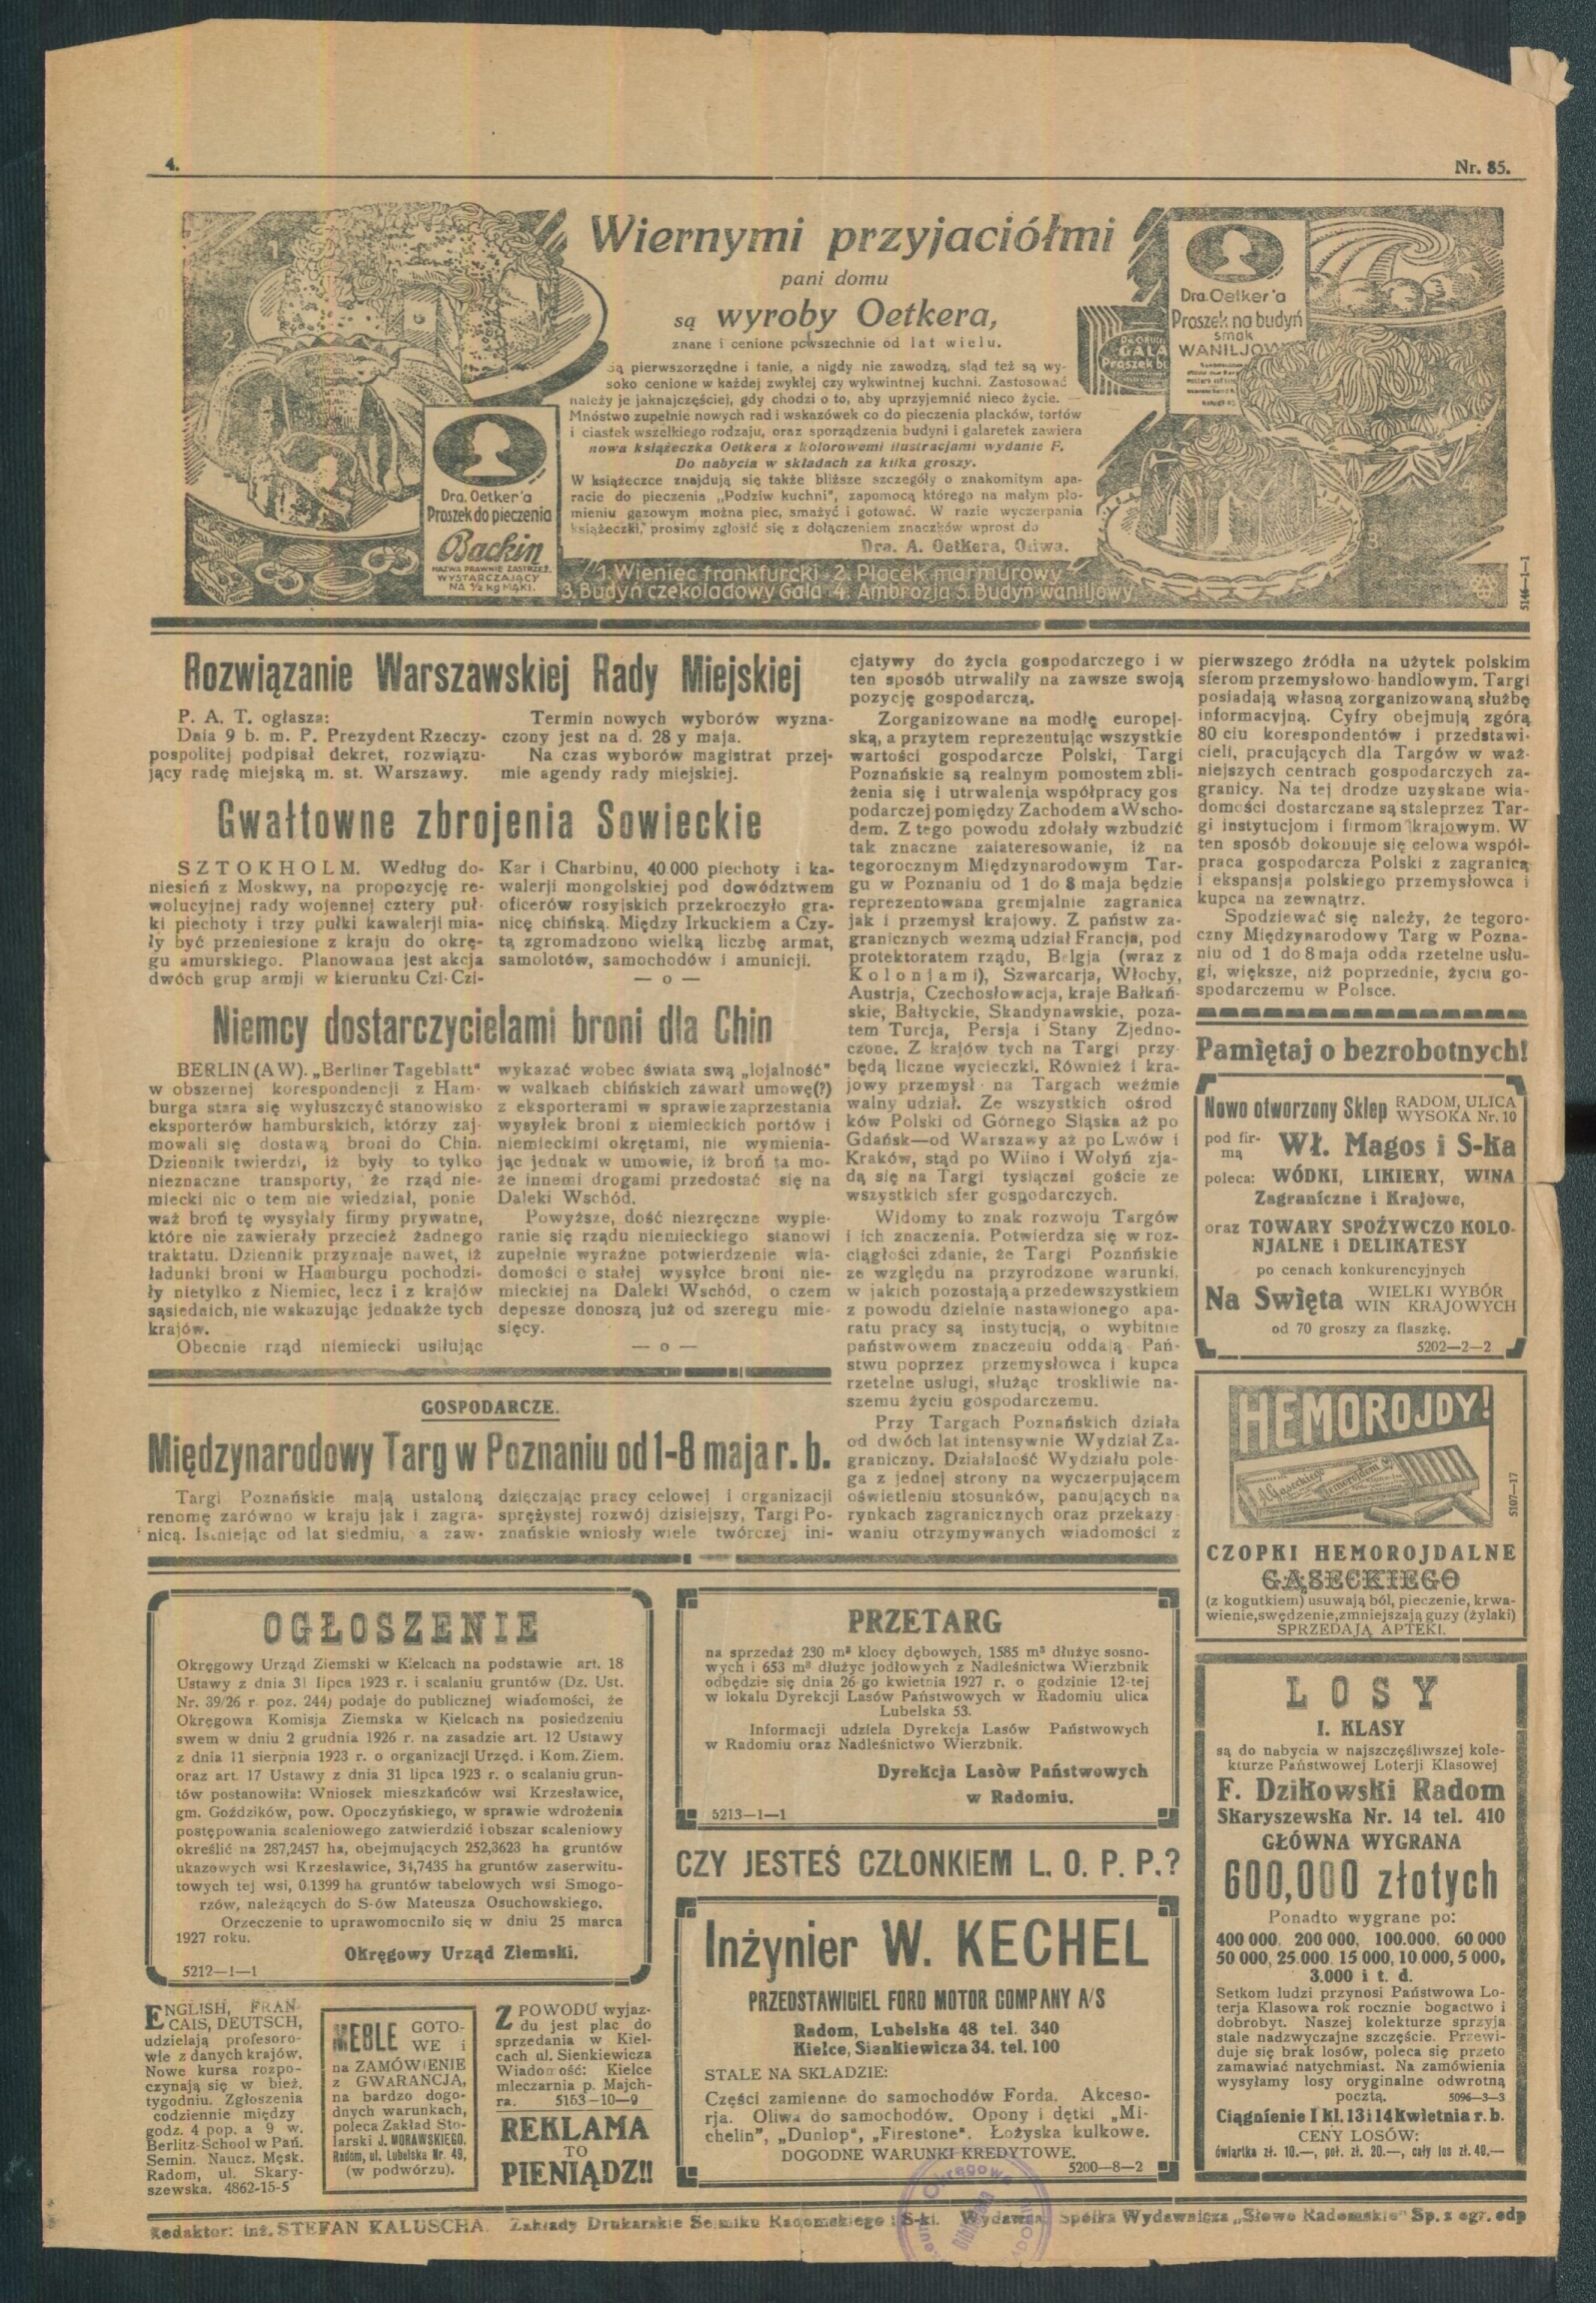 4.
Nr. 85.
Wiernymi przyjaciółmi
pani domu
są wyroby Oetkera,
znane i cenione powszechnie od lat wielu.
Są pierwszorzędne i tanie, a nigdy nie zawodzą, stąd też są wy-
soko cenione w każdej zwykłej czy wykwintnej kuchni. Zastosować
należy je jaknajczęściej, gdy chodzi o to, aby uprzyjemnić nieco życie. —
Mnóstwo zupełnie nowych rad i wskazówek co do pieczenia placków, tortów
i ciastek wszelkiego rodzaju, oraz sporządzenia budyni i galaretek zawiera
nowa książeczka Oetkera z kolorowemi ilustracjami wydanie F.
Do nabycia w składach za kilka groszy.
W książeczce znajdują się także bliższe szczegóły o znakomitym apa-
racie do pieczenia „Podziw kuchni", zapomocą którego na małym pło-
mieniu gazowym można piec, smażyć i gotować. W razie wyczerpania
książeczki, prosimy zgłosić się z dołączeniem znaczków wprost do
Dra. A. Oetkera, Oliwa.
1. Wieniec frankfurcki 2. Placek marmurowy
3. Budyń czekoladowy Gala 4. Ambrozja 5. Budyń waniljowy
Dra. Oetker'a
Proszek do pieczenia
Backin
NAZWA PRAWNIE ZASTRZEŻ.
WYSTARCZAJĄCY
NA ½ kg MĄKI.
Dra. Oetker'a
Proszek na budyń
smak
WANILJOW
GALA
Proszek bu
5146—1—1
Rozwiązanie Warszawskiej Rady Miejskiej
P. A. T. ogłasza:
Dnia 9 b. m. P. Prezydent Rzeczy-
pospolitej podpisał dekret, rozwiązu-
jący radę miejską m. st. Warszawy.
Termin nowych wyborów wyzna-
czony jest na d. 28 y maja.
Na czas wyborów magistrat przej-
mie agendy rady miejskiej.
Gwałtowne zbrojenia Sowieckie
SZTOKHOLM. Według do-
niesień z Moskwy, na propozycję re-
wolucyjnej rady wojennej cztery puł-
ki piechoty i trzy pułki kawalerji mia-
ły być przeniesione z kraju do okrę-
gu amurskiego. Planowana jest akcja
dwóch grup armji w kierunku Czi-Czi-
Kar i Charbinu, 40.000 piechoty i ka-
walerji mongolskiej pod dowództwem
oficerów rosyjskich przekroczyło gra-
nicę chińską. Między Irkuckiem a Czy-
tą zgromadzono wielką liczbę armat,
samolotów, samochodów i amunicji.
— o —
Niemcy dostarczycielami broni dla Chin
BERLIN (AW). „Berliner Tageblatt"
w obszernej korespondencji z Ham-
burga stara się wyłuszczyć stanowisko
eksporterów hamburskich, którzy zaj-
mowali się dostawą broni do Chin.
Dziennik twierdzi, iż były to tylko
nieznaczne transporty, że rząd nie-
miecki nic o tem nie wiedział, ponie
waż broń tę wysyłały firmy prywatne,
które nie zawierały przecież żadnego
traktatu. Dziennik przyznaje nawet, iż
ładunki broni w Hamburgu pochodzi-
ły nietylko z Niemiec, lecz i z krajów
sąsiednich, nie wskazując jednakże tych
krajów.
Obecnie rząd niemiecki usiłując
wykazać wobec świata swą „lojalność"
w walkach chińskich zawarł umowę(?)
z eksporterami w sprawie zaprzestania
wysyłek broni z niemieckich portów i
niemieckimi okrętami, nie wymienia-
jąc jednak w umowie, iż broń ta mo-
że innemi drogami przedostać się na
Daleki Wschód.
Powyższe, dość niezręczne wypie-
ranie się rządu niemieckiego stanowi
zupełnie wyraźne potwierdzenie wia-
domości o stałej wysyłce broni nie-
mieckiej na Daleki Wschód, o czem
depesze donoszą już od szeregu mie-
sięcy.
— o —
GOSPODARCZE.
Międzynarodowy Targ w Poznaniu od 1-8 maja r. b.
Targi Poznańskie mają ustaloną
renomę zarówno w kraju jak i zagra-
nicą. Istniejąc od lat siedmiu, a zaw-
dzięczając pracy celowej i organizacji
sprężystej rozwój dzisiejszy, Targi Po-
znańskie wniosły wiele twórczej ini-
cjatywy do życia gospodarczego i w
ten sposób utrwaliły na zawsze swoją
pozycję gospodarczą.
Zorganizowane na modłę europej-
ską, a przytem reprezentując wszystkie
wartości gospodarcze Polski, Targi
Poznańskie są realnym pomostem zbli-
żenia się i utrwalenia współpracy gos
podarczej pomiędzy Zachodem a Wscho-
dem. Z tego powodu zdołały wzbudzić
tak znaczne zaiateresowanie, iż na
tegorocznym Międzynarodowym Tar-
gu w Poznaniu od 1 do 8 maja będzie
reprezentowana gremjalnie zagranica
jak i przemysł krajowy. Z państw za-
granicznych wezmą udział Francja, pod
protektoratem rządu, Belgja (wraz z
Koloniami), Szwarcarja, Włochy,
Austrja, Czechosłowacja, kraje Bałkań-
skie, Bałtyckie, Skandynawskie, poza-
tem Turcja, Persja i Stany Zjedno-
czone. Z krajów tych na Targi przy-
będą liczne wycieczki. Również i kra-
jowy przemysł na Targach weźmie
walny udział. Ze wszystkich ośrod
ków Polski od Górnego Śląska aż po
Gdańsk—od Warszawy aż po Lwów i
Kraków, stąd po Wilno i Wołyń zja-
dą się na Targi tysiącżei goście ze
wszystkich sfer gospodarczych.
Widomy to znak rozwoju Targów
i ich znaczenia. Potwierdza się w roz-
ciągłości zdanie, że Targi Poznńskie
ze względu na przyrodzone warunki,
w jakich pozostają a przedewszystkiem
z powodu dzielnie nastawionego apa-
ratu pracy są instytucją, o wybitnie
państwowem znaczeniu oddają Pań-
stwu poprzez przemysłowca i kupca
rzetelne usługi, służąc troskliwie na-
szemu życiu gospodarczemu.
Przy Targach Poznańskich działa
od dwóch lat intensywnie Wydział Za-
graniczny. Działalność Wydziału pole-
ga z jednej strony na wyczerpującem
oświetleniu stosunków, panujących na
rynkach zagranicznych oraz przekazy-
waniu otrzymywanych wiadomości z
pierwszego źródła na użytek polskim
sferom przemysłowo handlowym. Targi
posiadają własną zorganizowaną służbę
informacyjną. Cyfry obejmują zgórą
80 ciu korespondentów i przedstawi-
cieli, pracujących dla Targów w waż-
niejszych centrach gospodarczych za-
granicy. Na tej drodze uzyskane wia-
domości dostarczane są staleprzez Tar-
gi instytucjom i firmom krajowym. W
ten sposób dokonuje się celowa współ-
praca gospodarcza Polski z zagranicą
i ekspansja polskiego przemysłowca i
kupca na zewnątrz.
Spodziewać się należy, że tegoro-
czny Międzynarodowy Targ w Pozna-
niu od 1 do 8 maja odda rzetelne usłu-
gi, większe, niż poprzednie, życiu go-
spodarczemu w Polsce.
Pamiętaj o bezrobotnych!
Nowo otworzony Sklep RADOM, ULICA
WYSOKA Nr. 10
pod fir-
mą Wł. Magos i S-Ka
poleca: WÓDKI, LIKIERY, WINA
Zagraniczne i Krajowe,
oraz TOWARY SPOŻYWCZO KOLO-
NJALNE i DELIKATESY
po cenach konkurencyjnych
Na Święta WIELKI WYBÓR
WIN KRAJOWYCH
od 70 groszy za flaszkę.
5202—2—2
HEMOROJDY!
A. Gąseckiego
Hemorojdem
5107—17
CZOPKI HEMOROJDALNE
GĄSECKIEGO
(z kogutkiem) usuwają ból, pieczenie, krwa-
wienie, swędzenie, zmniejszają guzy (żylaki)
SPRZEDAJĄ APTEKI.
LOSY
I. KLASY
są do nabycia w najszczęśliwszej kole-
kturze Państwowej Loterji Klasowej
F. Dzikowski Radom
Skaryszewska Nr. 14 tel. 410
GŁÓWNA WYGRANA
600,000 złotych
Ponadto wygrane po:
400 000, 200 000, 100.000, 60 000
50 000, 25.000, 15 000, 10,000, 5 000,
3.000 i t. d.
Setkom ludzi przynosi Państwowa Lo-
terja Klasowa rok rocznie bogactwo i
dobrobyt. Naszej kolekturze sprzyja
stale nadzwyczajne szczęście. Przewi-
duje się brak losów, poleca się przeto
zamawiać natychmiast. Na zamówienia
wysyłamy losy oryginalne odwrotną
pocztą. 5096—3—3
Ciągnienie I kl. 13 i 14 kwietnia r. b.
CENY LOSÓW:
ćwiartka zł. 10.—, poł. zł. 20.—, cały los zł. 40.—
OGŁOSZENIE
Okręgowy Urząd Ziemski w Kielcach na podstawie art. 18
Ustawy z dnia 31 lipca 1923 r. i scalaniu gruntów (Dz. Ust.
Nr. 39/26 r. poz. 244) podaje do publicznej wiadomości, że
Okręgowa Komisja Ziemska w Kielcach na posiedzeniu
swem w dniu 2 grudnia 1926 r. na zasadzie art. 12 Ustawy
z dnia 11 sierpnia 1923 r. o organizacji Urzęd. i Kom. Ziem.
oraz art. 17 Ustawy z dnia 31 lipca 1923 r. o scalaniu grun-
tów postanowiła: Wniosek mieszkańców wsi Krzesławice,
gm. Goździków, pow. Opoczyńskiego, w sprawie wdrożenia
postępowania scaleniowego zatwierdzić i obszar scaleniowy
określić na 287,2457 ha, obejmujących 252,3623 ha gruntów
ukazowych wsi Krzesławice, 34,7435 ha gruntów zaserwitu-
towych tej wsi, 0.1399 ha gruntów tabelowych wsi Smogo-
rzów, należących do S-ów Mateusza Osuchowskiego.
Orzeczenie to uprawomocniło się w dniu 25 marca
1927 roku.
Okręgowy Urząd Ziemski.
5212—1—1
PRZETARG
na sprzedaż 230 m³ klocy dębowych, 1585 m³ dłużyc sosno-
wych i 653 m³ dłużyc jodłowych z Nadleśnictwa Wierzbnik
odbędzie się dnia 26-go kwietnia 1927 r. o godzinie 12-tej
w lokalu Dyrekcji Lasów Państwowych w Radomiu ulica
Lubelska 53.
Informacji udziela Dyrekcja Lasów Państwowych
w Radomiu oraz Nadleśnictwo Wierzbnik.
Dyrekcja Lasów Państwowych
w Radomiu.
5213—1—1
CZY JESTEŚ CZŁONKIEM L. O. P. P.?
Inżynier W. KECHEL
PRZEDSTAWICIEL FORD MOTOR COMPANY A/S
Radom, Lubelska 48 tel. 340
Kielce, Sienkiewicza 34. tel. 100
STALE NA SKŁADZIE:
Części zamienne do samochodów Forda. Akceso-
rja. Oliwa do samochodów. Opony i dętki „Mi-
chelin", „Dunlop", „Firestone". Łożyska kulkowe.
DOGODNE WARUNKI KREDYTOWE.
5200—8—2
ENGLISH, FRAN
CAIS, DEUTSCH,
udzielają profesoro-
wie z danych krajów.
Nowe kursa rozpo-
czynają się w bież.
tygodniu. Zgłoszenia
codziennie między
godz. 4 pop. a 9 w.
Berlitz-School w Pań.
Semin. Naucz. Męsk.
Radom, ul. Skary-
szewska. 4862-15-5
MEBLE GOTO-
WE i
na ZAMÓWIENIE
z GWARANCJĄ,
na bardzo dogo-
dnych warunkach,
poleca Zakład Sto-
larski J. MORAWSKIEGO,
Radom, ul. Lubelska Nr. 49,
(w podwórzu).
Z POWODU wyjaz-
du jest plac do
sprzedania w Kiel-
cach ul. Sienkiewicza
Wiadomość: Kielce
mleczarnia p. Majch-
ra. 5153—10—9
REKLAMA
TO
PIENIĄDZ!!
Redaktor: inż. STEFAN KALUSCHA. Zakłady Drukarskie Sejmiku Radomskiego i S-ki. Wydawca: Spółka Wydawnicza „Słowo Radomskie" Sp. z ogr. odp